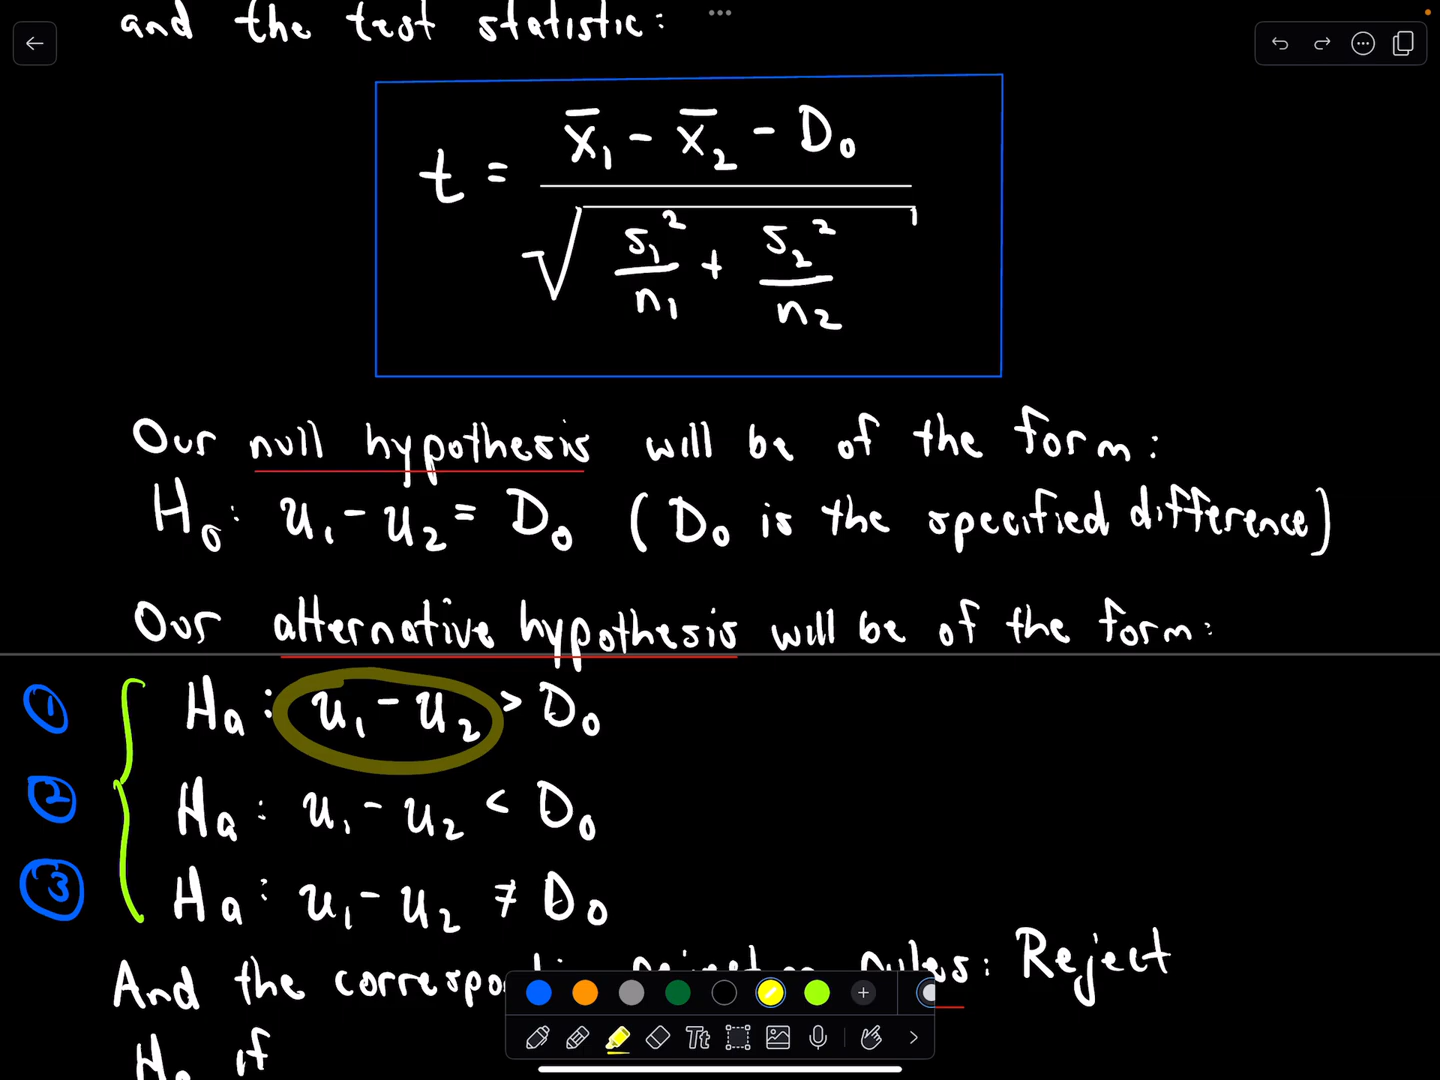 and the test statistic:
t = (x̄₁ - x̄₂ - D₀) / √(s₁²/n₁ + s₂²/n₂)
Our null hypothesis will be of the form:
H₀: u₁ - u₂ = D₀ (D₀ is the specified difference)
Our alternative hypothesis will be of the form:
① Ha: u₁ - u₂ > D₀
② Ha: u₁ - u₂ < D₀
③ Ha: u₁ - u₂ ≠ D₀
And the rules: Reject
H₀ if
Tt